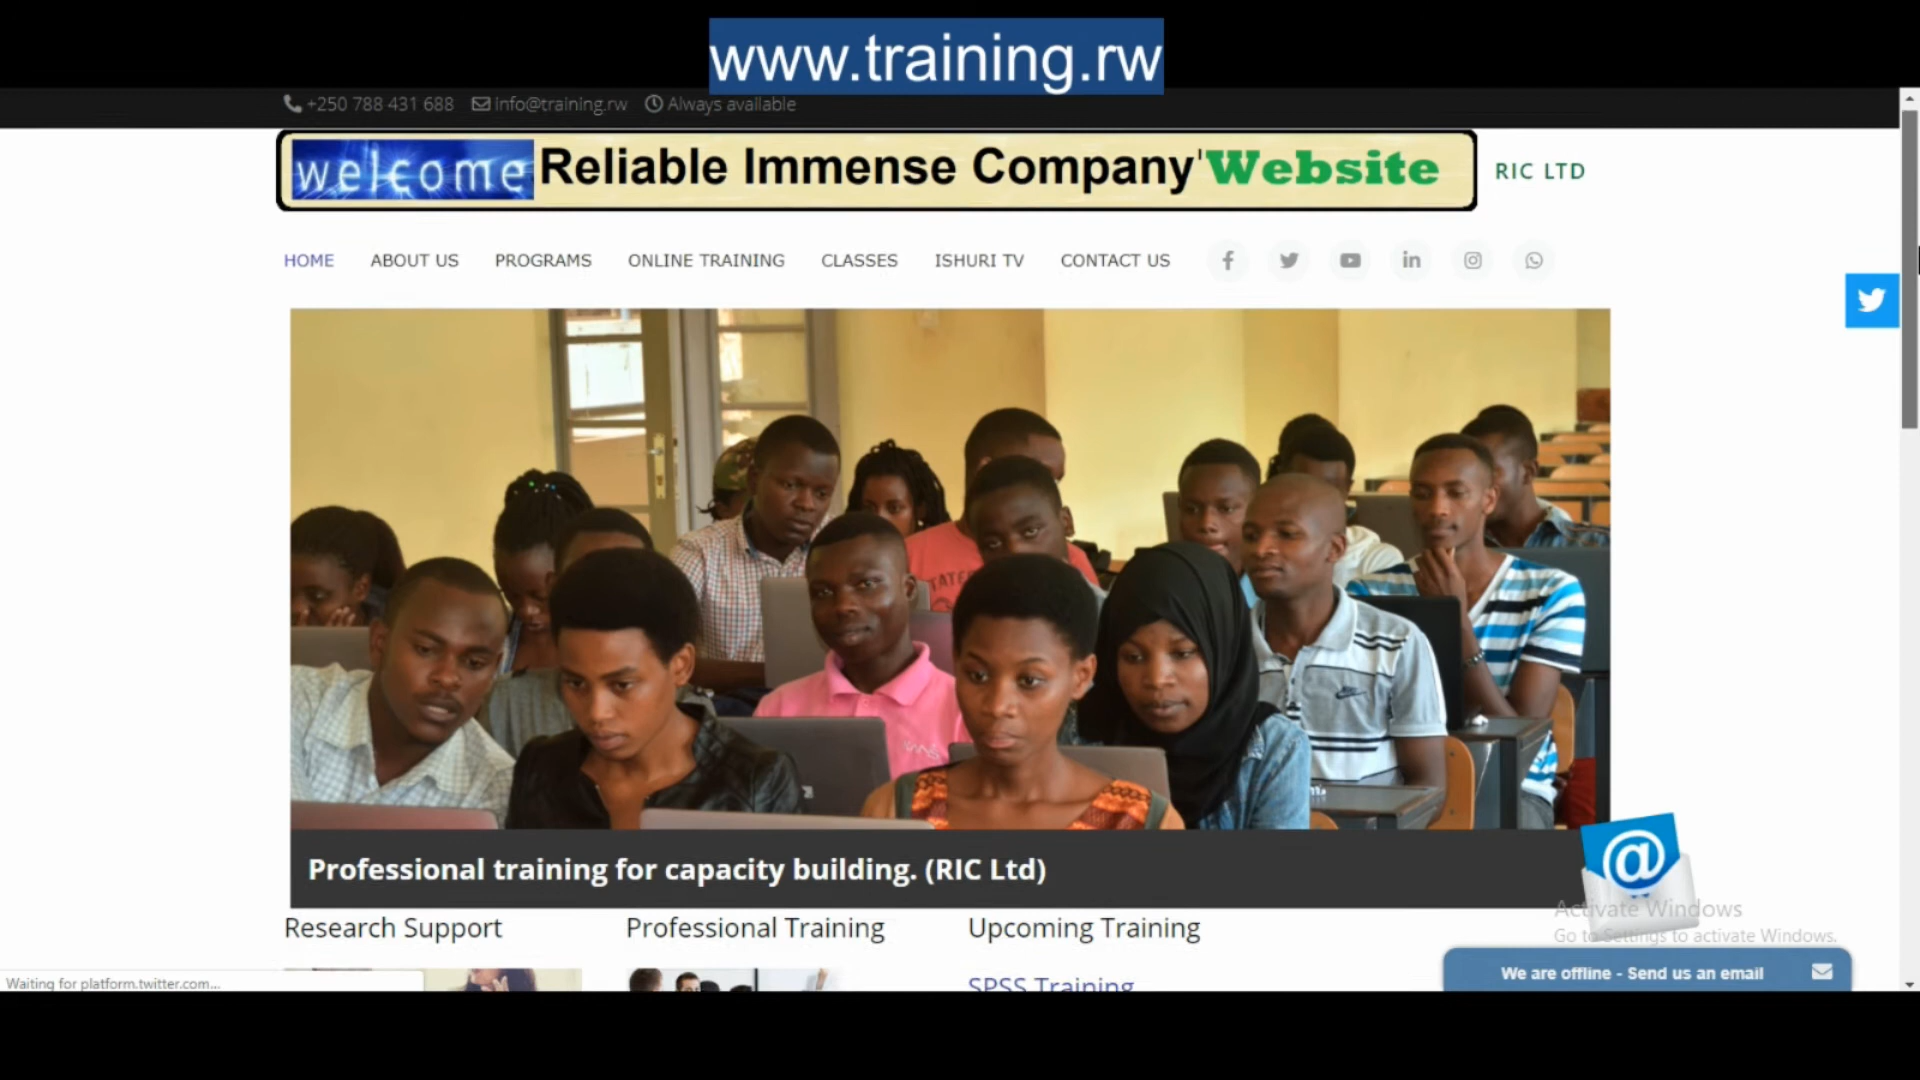 www.training.rw
+250 788 431 688 info@training.rw Always available
welcome Reliable Immense Company' Website RIC LTD
HOME ABOUT US PROGRAMS ONLINE TRAINING CLASSES ISHURI TV CONTACT US
Professional training for capacity building. (RIC Ltd)
Research Support Professional Training Upcoming Training
Activate Windows
Go to Settings to activate Windows.
We are offline - Send us an email
Waiting for platform.twitter.com...
SPSS Training